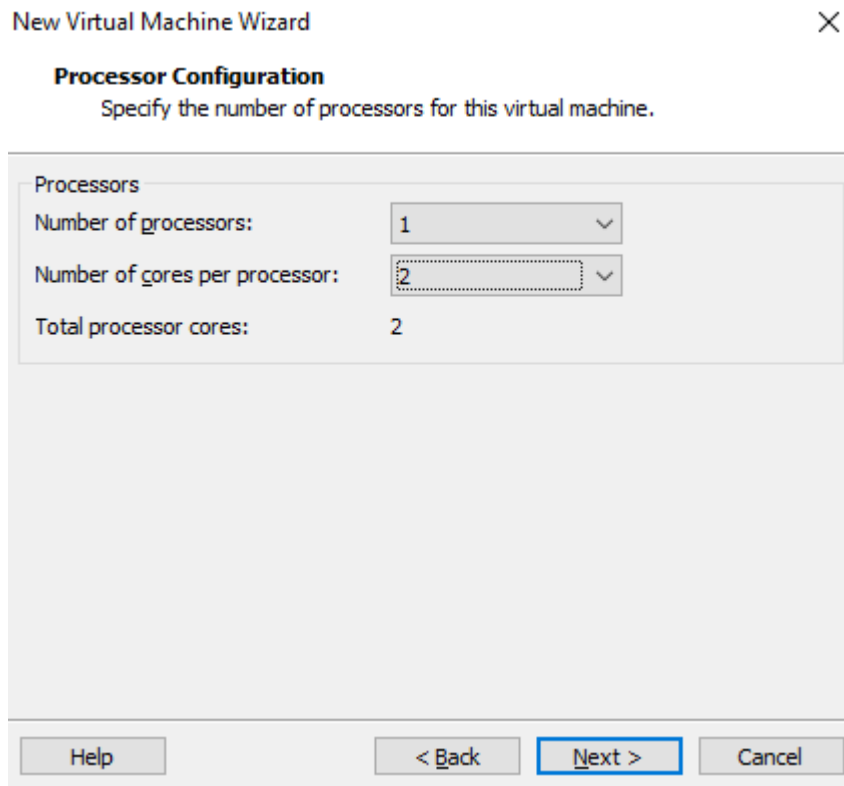 New Virtual Machine Wizard
Processor Configuration
Specify the number of processors for this virtual machine.
Processors
Number of processors: 1
Number of cores per processor: 2
Total processor cores: 2
Help < Back Next > Cancel